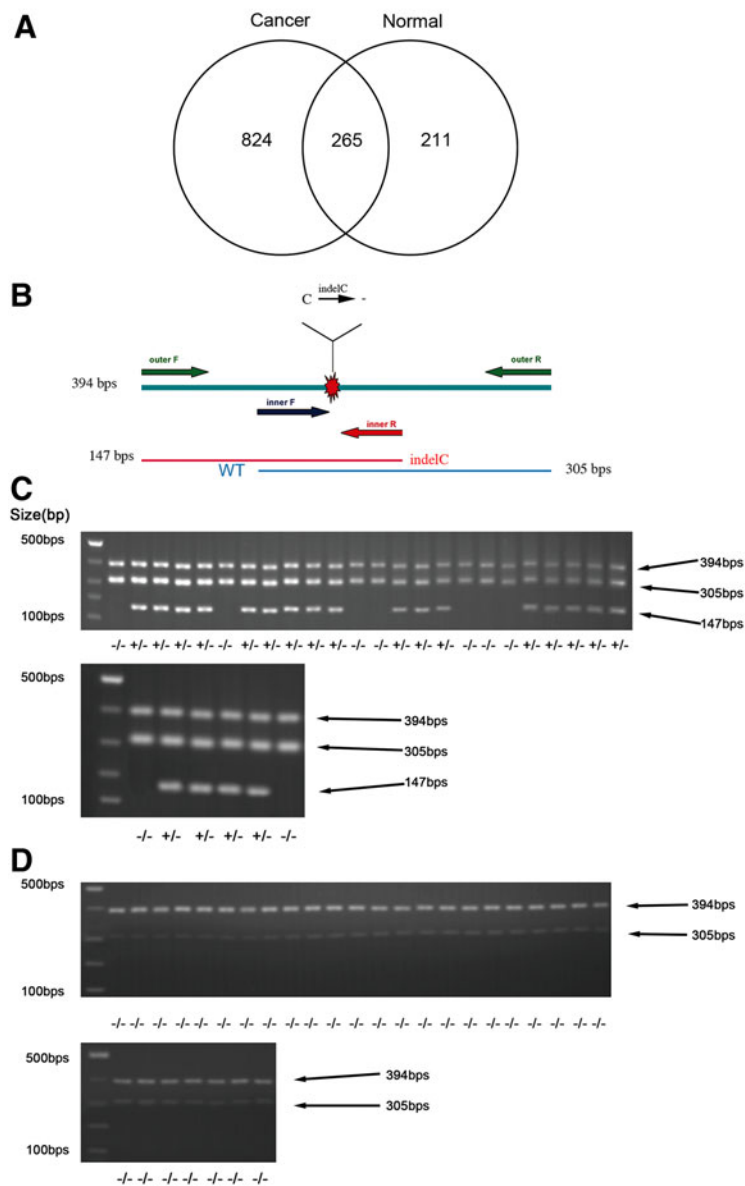 A
Cancer Normal
824 265 211
B
C indelC -
outer F outer R
394 bps
inner F
inner R
147 bps indelC
WT 305 bps
C
Size(bp)
500bps
394bps
305bps
100bps 147bps
-/- +/- +/- +/- +/- -/- +/- +/- +/- +/- +/- -/- -/- +/- +/- +/- -/- -/- -/- +/- +/- +/- +/- +/-
500bps
394bps
305bps
147bps
100bps
-/- +/- +/- +/- +/- -/-
D
500bps
394bps
305bps
100bps
-/- -/- -/- -/- -/- -/- -/- -/- -/- -/- -/- -/- -/- -/- -/- -/- -/- -/- -/- -/- -/- -/- -/-
500bps
394bps
305bps
100bps
-/- -/- -/- -/- -/- -/- -/-